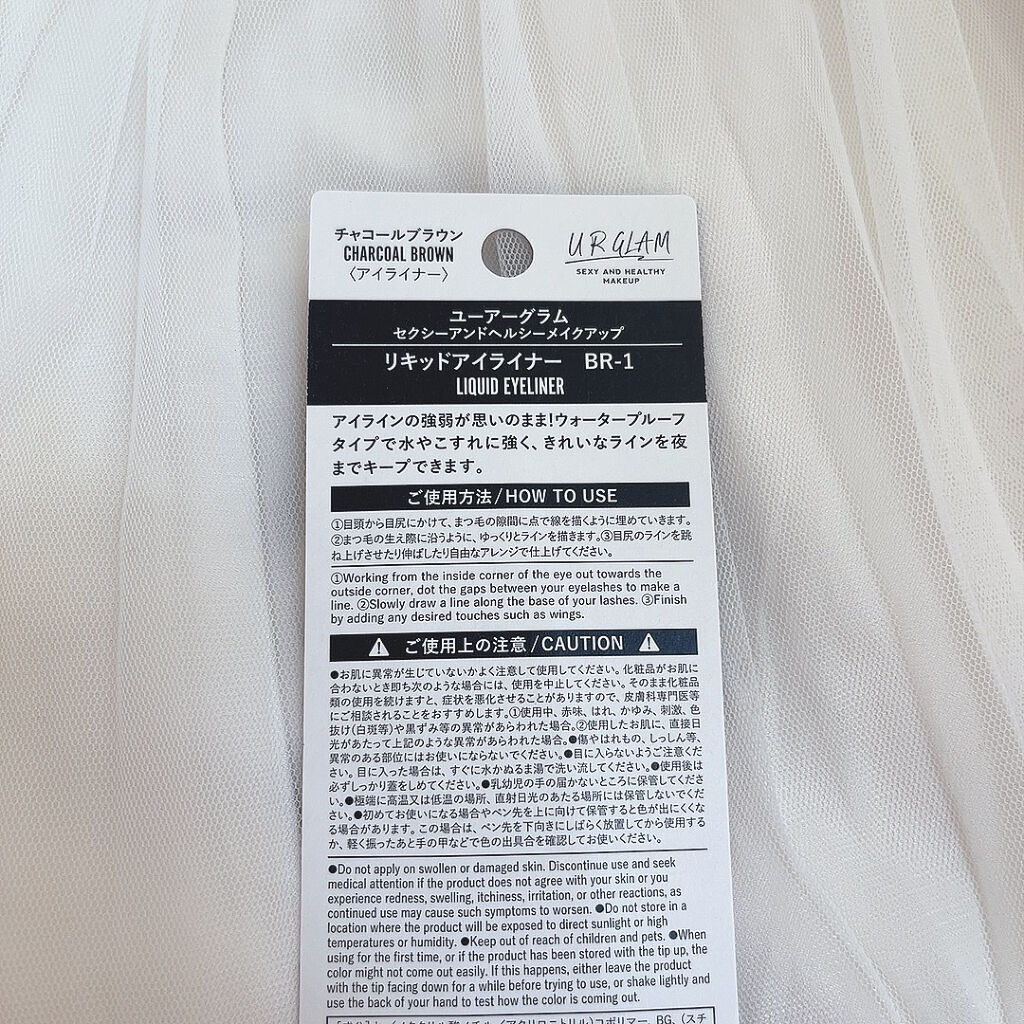 チャコールブラウン
CHARCOAL BROWN
〈アイライナー〉
UR GLAM
SEXY AND HEALTHY
MAKEUP
ユーアーグラム
セクシーアンドヘルシーメイクアップ
リキッドアイライナー BR-1
LIQUID EYELINER
アイラインの強弱が思いのまま!ウォータープルーフ
タイプで水やこすれに強く、きれいなラインを夜
までキープできます。
ご使用方法/HOW TO USE
①目頭から目尻にかけて、まつ毛の隙間に点で線を描くように埋めていきます。
②まつ毛の生え際に沿うように、ゆっくりとラインを描きます。③目尻のラインを跳
ね上げさせたり伸ばしたり自由なアレンジで仕上げてください。
①Working from the inside corner of the eye out towards the
outside corner, dot the gaps between your eyelashes to make a
line. ②Slowly draw a line along the base of your lashes. ③Finish
by adding any desired touches such as wings.
ご使用上の注意/CAUTION
●お肌に異常が生じていないかよく注意して使用してください。化粧品がお肌に
合わないとき即ち次のような場合には、使用を中止してください。そのまま化粧品
類の使用を続けますと、症状を悪化させることがありますので、皮膚科専門医等
にご相談されることをおすすめします。①使用中、赤味、はれ、かゆみ、刺激、色
抜け(白斑等)や黒ずみ等の異常があらわれた場合。②使用したお肌に、直接日
光があたって上記のような異常があらわれた場合。●傷やはれもの、しっしん等、
異常のある部位にはお使いにならないでください。●目に入らないようご注意くだ
さい。目に入った場合は、すぐに水かぬるま湯で洗い流してください。●使用後は
必ずしっかり蓋をしめてください。●乳幼児の手の届かないところに保管してくださ
い。●極端に高温又は低温の場所、直射日光のあたる場所には保管しないでくだ
さい。●初めてお使いになる場合やペン先を上に向けて保管すると色が出にくくな
る場合があります。この場合は、ペン先を下向きにしばらく放置してから使用する
か、軽く振ったあと手の甲などで色の出具合を確認してお使いください。
●Do not apply on swollen or damaged skin. Discontinue use and seek
medical attention if the product does not agree with your skin or you
experience redness, swelling, itchiness, irritation, or other reactions, as
continued use may cause such symptoms to worsen. ●Do not store in a
location where the product will be exposed to direct sunlight or high
temperatures or humidity. ●Keep out of reach of children and pets. ●When
using for the first time, or if the product has been stored with the tip up, the
color might not come out easily. If this happens, either leave the product
with the tip facing down for a while before trying to use, or shake lightly and
use the back of your hand to test how the color is coming out.